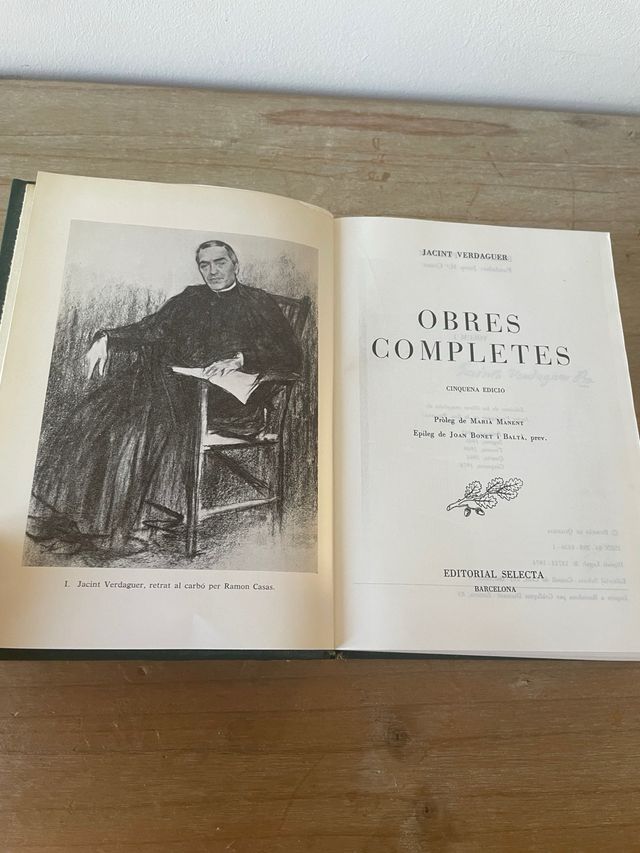 I. Jacint Verdaguer, retrat al carbó per Ramon Casas.
JACINT VERDAGUER
OBRES
COMPLETES
CINQUENA EDICIÓ
Pròleg de MARIÀ MANENT
Epíleg de JOAN BONET i BALTÀ, prev.
EDITORIAL SELECTA
BARCELONA